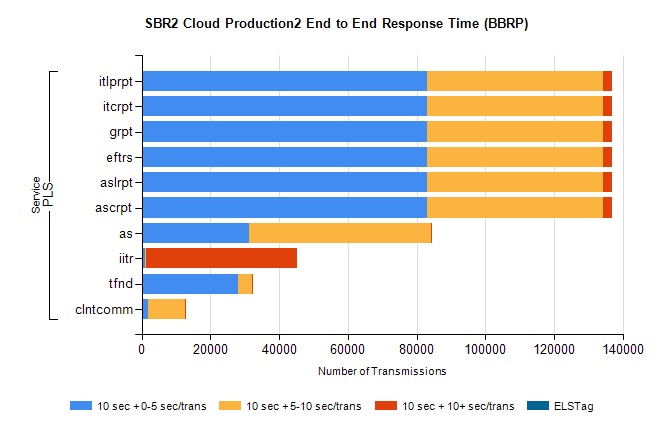 SBR2 Cloud Production2 End to End Response Time (BBRP)
Service
PLS
itlprpt
itcrpt
grpt
eftrs
aslrpt
ascrpt
as
iitr
tfnd
clntcomm
0 20000 40000 60000 80000 100000 120000 140000
Number of Transmissions
10 sec +0-5 sec/trans 10 sec +5-10 sec/trans 10 sec + 10+ sec/trans ELSTag